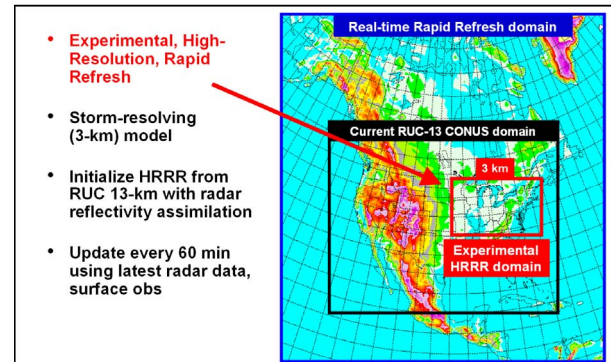 • Experimental, High-
Resolution, Rapid
Refresh
• Storm-resolving
(3-km) model
• Initialize HRRR from
RUC 13-km with radar
reflectivity assimilation
• Update every 60 min
using latest radar data,
surface obs
Real-time Rapid Refresh domain
Current RUC-13 CONUS domain
3 km
Experimental
HRRR domain